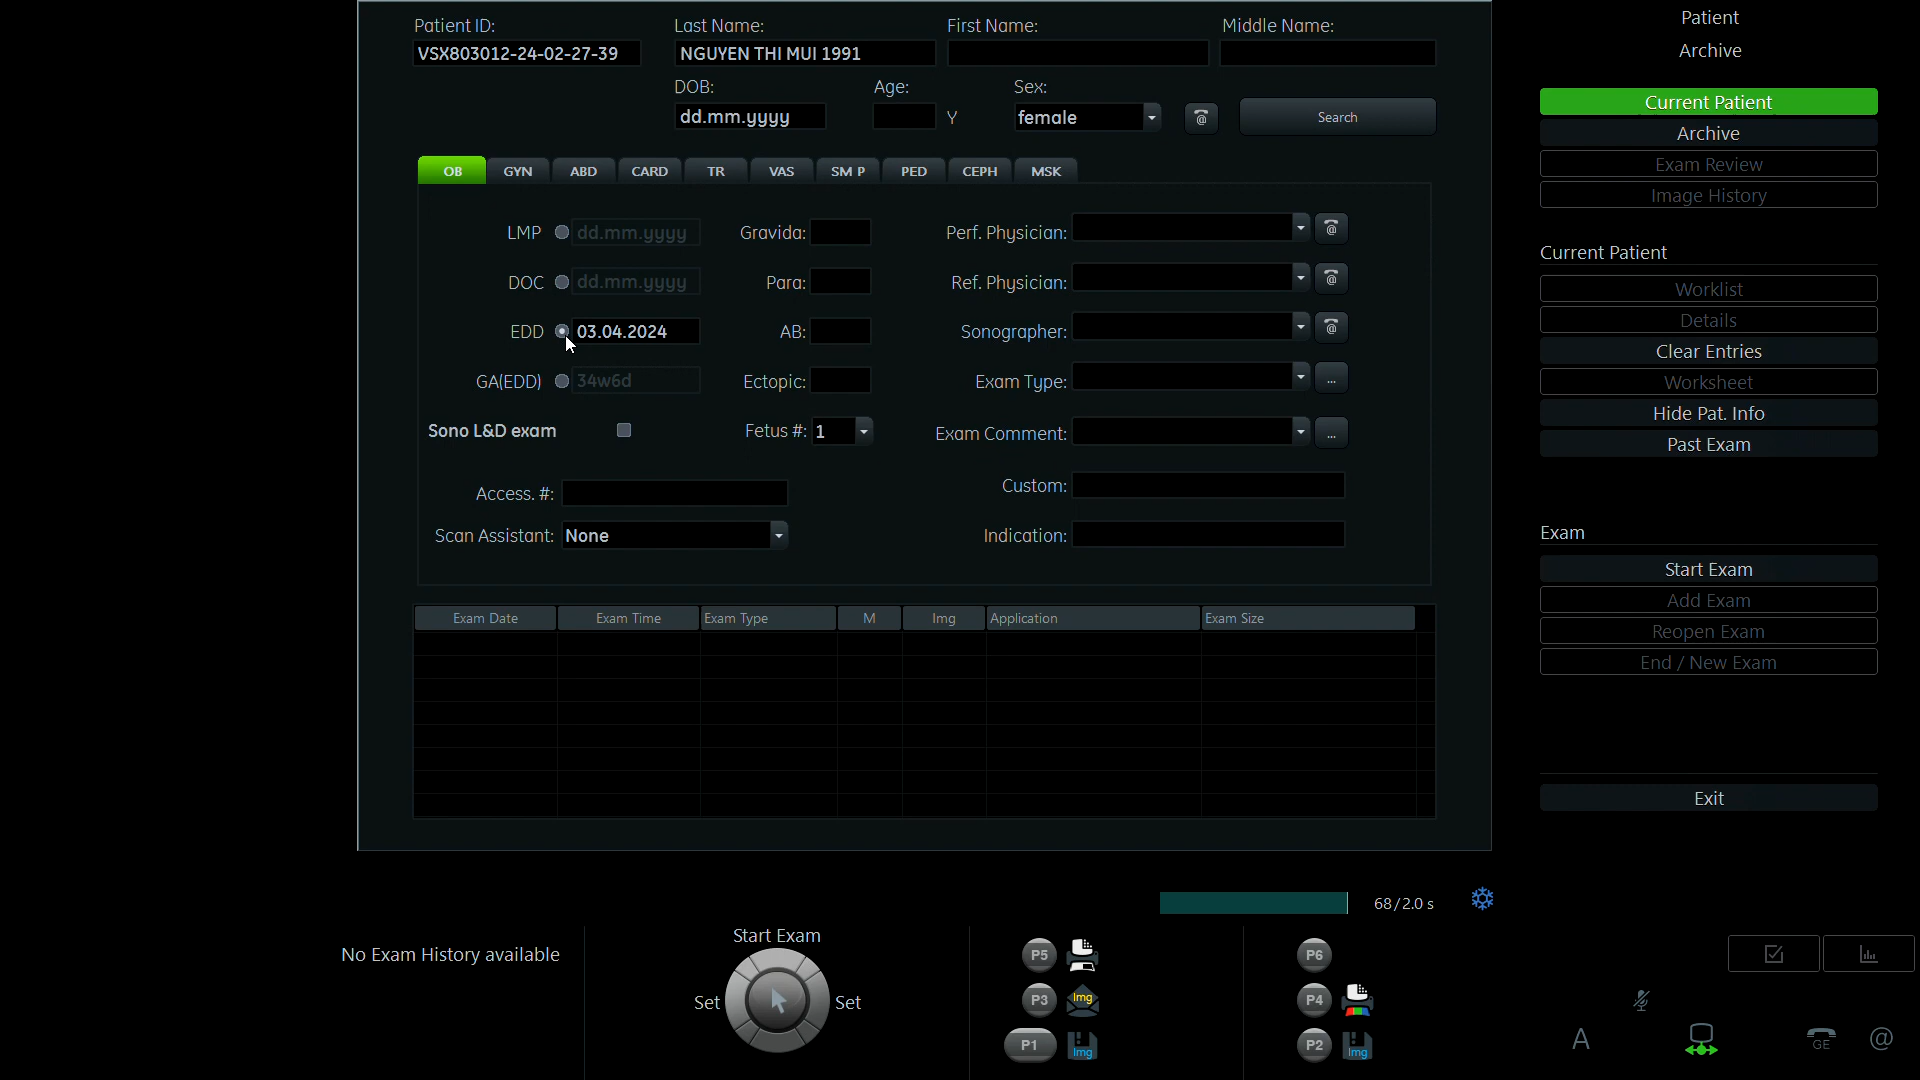 Patient ID: Last Name: First Name: Middle Name:
VSX803012-24-02-27-39 NGUYEN THI MUI 1991
DOB: Age: Sex:
dd.mm.yyyy Y female @ Search
OB GYN ABD CARD TR VAS SM P PED CEPH MSK
LMP dd.mm.yyyy Gravida: Perf. Physician: @
DOC dd.mm.yyyy Para: Ref. Physician: @
EDD 03.04.2024 AB: Sonographer: @
GA(EDD) 34w6d Ectopic: Exam Type: ...
Sono L&D exam Fetus #: 1 Exam Comment: ...
Access. #: Custom:
Scan Assistant: None Indication:
Exam Date Exam Time Exam Type M Img Application Exam Size
Patient
Archive
Current Patient
Archive
Exam Review
Image History
Current Patient
Worklist
Details
Clear Entries
Worksheet
Hide Pat. Info
Past Exam
Exam
Start Exam
Add Exam
Reopen Exam
End / New Exam
Exit
68/2.0 s
No Exam History available
Start Exam
Set Set
P5 P6
P3 Img P4
P1 Img P2 Img
A GE @